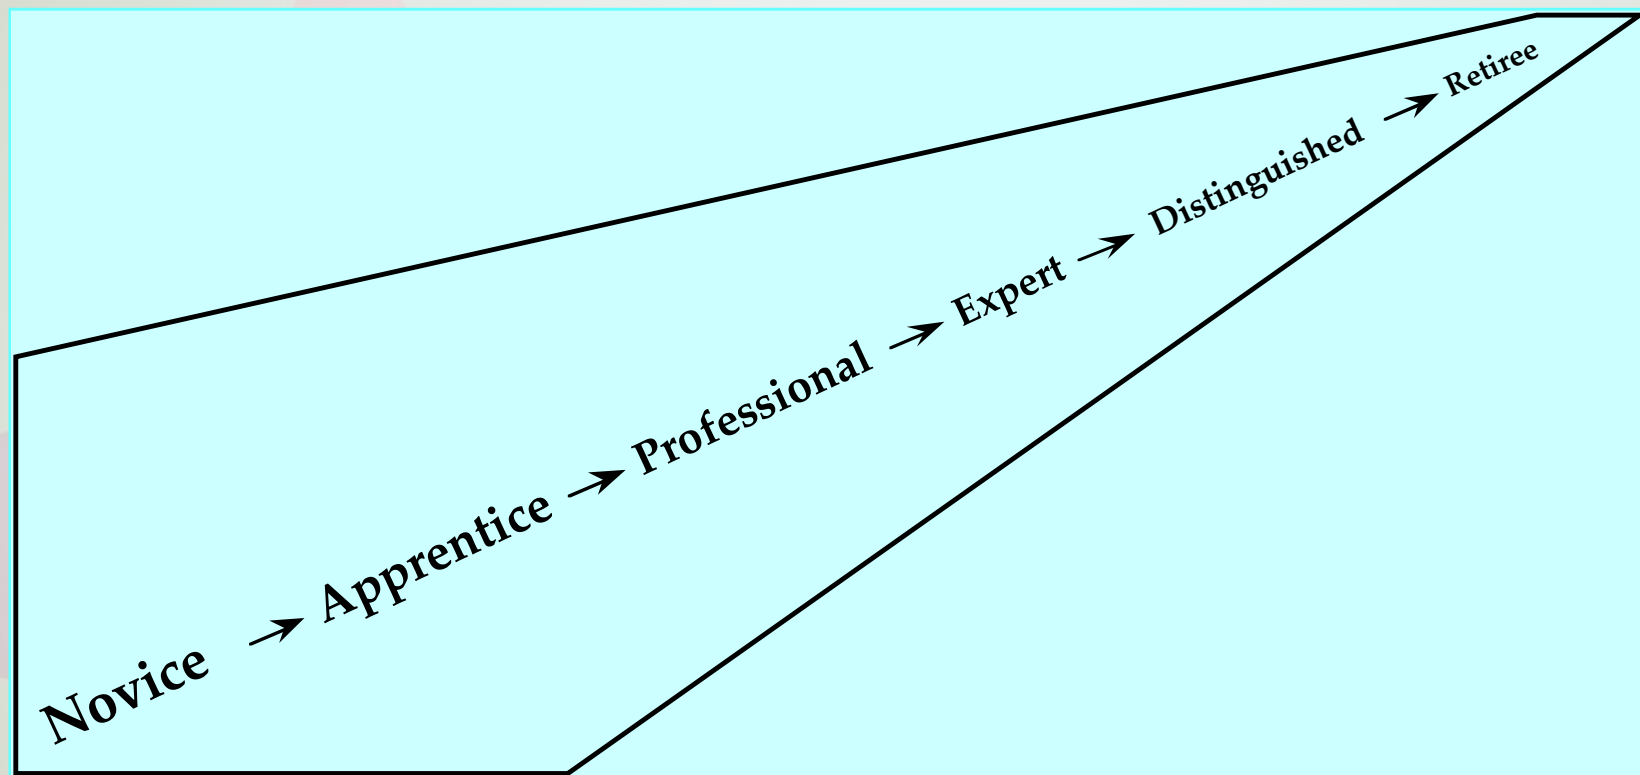 Novice
Apprentice
Professional
Expert
Distinguished
Retiree